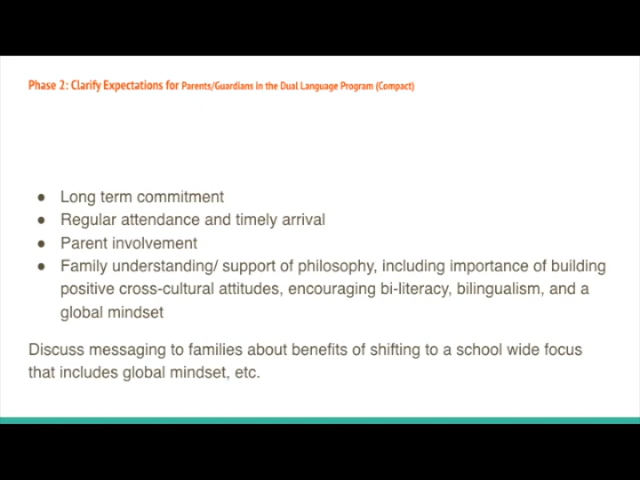 Phase 2: Clarify Expectations for Parents/Guardians in the Dual Language Program (Compact)
● Long term commitment
● Regular attendance and timely arrival
● Parent involvement
● Family understanding/ support of philosophy, including importance of building
positive cross-cultural attitudes, encouraging bi-literacy, bilingualism, and a
global mindset
Discuss messaging to families about benefits of shifting to a school wide focus
that includes global mindset, etc.